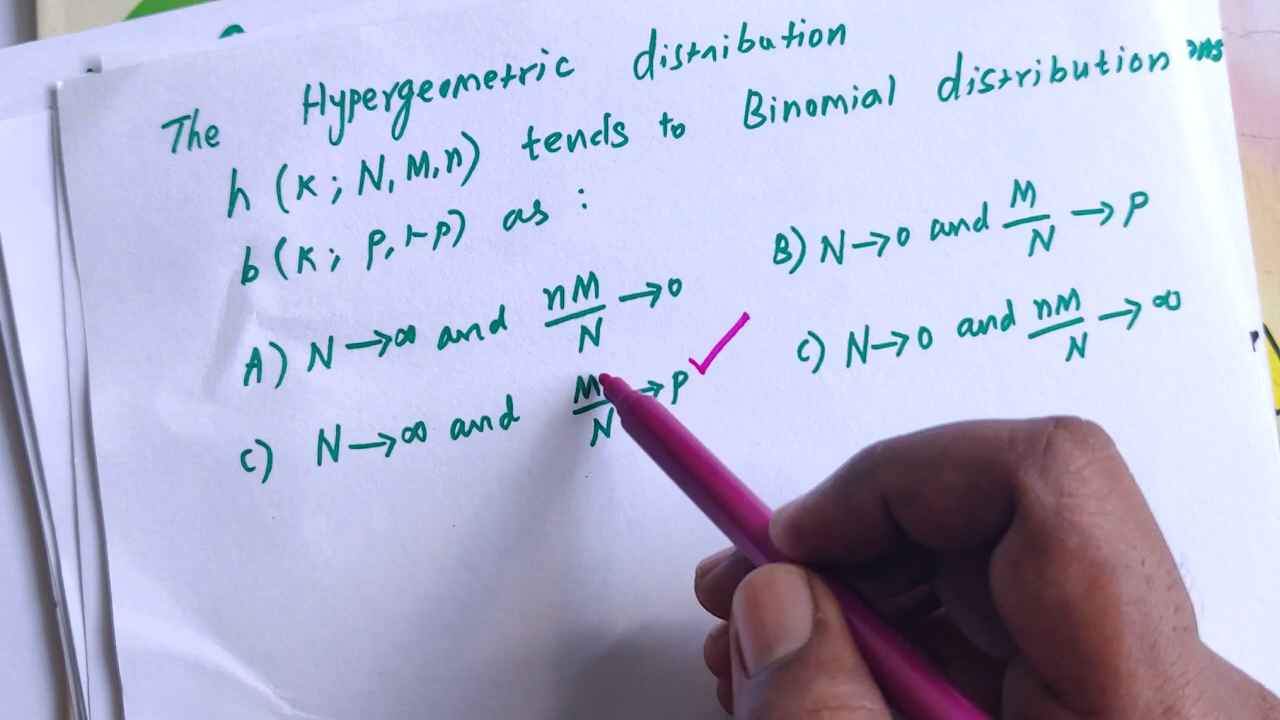 The Hypergeometric distribution
h (K; N, M, n) tends to Binomial distribution
b (K; P, 1-p) as :
A) N→∞ and nM/N →0
B) N→0 and M/N →P
C) N→∞ and M/N →P ✓
C) N→0 and nM/N →∞